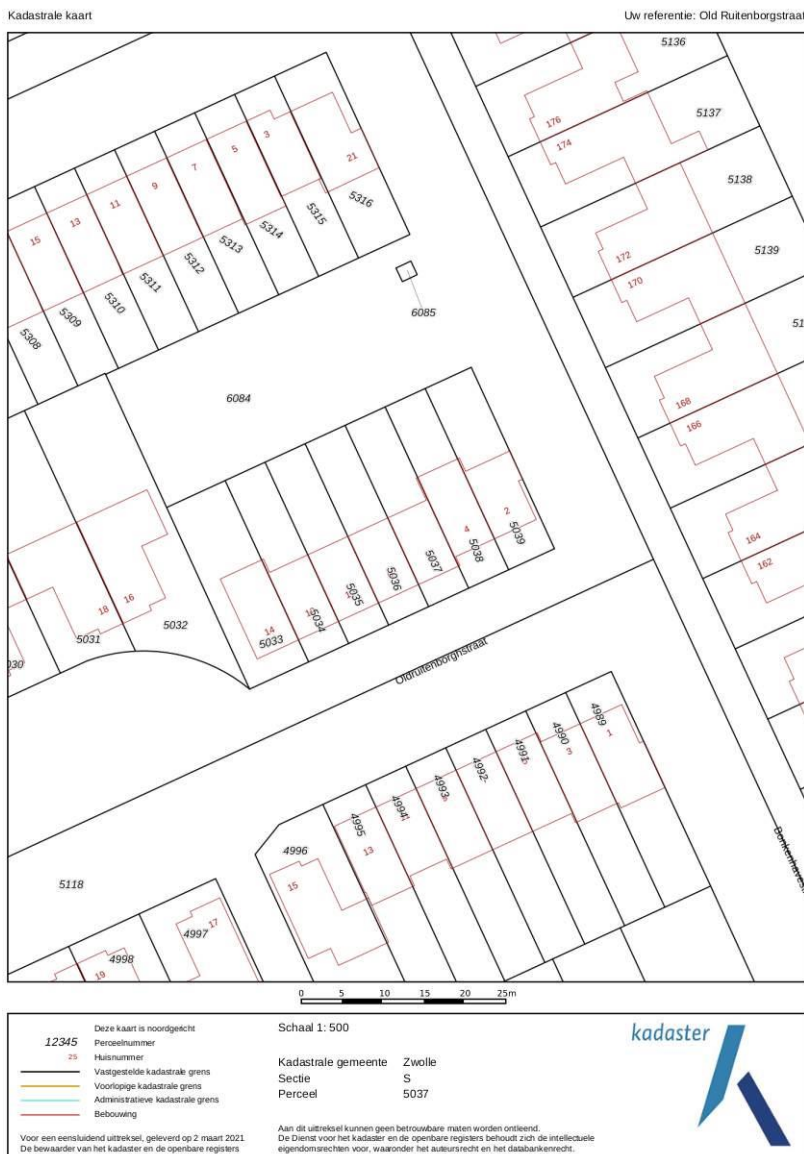 Kadastrale kaart
Uw referentie: Old Ruitenborgstraat
5136
176
5137
174
3
5
7
21
9
5138
11
5316
13
5315
172
15
5314
5139
5313
170
5312
5311
5310
5309
6085
5308
6084
168
166
2
4
5039
5038
164
5037
162
5036
5035
16
18
5034
14
5032
5033
5031
Oldruitenborghstraat
4989
1
4990
3
4991
4992
4993
4994
4995
13
4996
15
Bonkenhavestr
5118
17
4997
4998
19
0 5 10 15 20 25m
Deze kaart is noordgericht
12345 Perceelnummer
25 Huisnummer
Vastgestelde kadastrale grens
Voorlopige kadastrale grens
Administratieve kadastrale grens
Bebouwing
Voor een eensluidend uittreksel, geleverd op 2 maart 2021
De bewaarder van het kadaster en de openbare registers
Schaal 1: 500
Kadastrale gemeente Zwolle
Sectie S
Perceel 5037
Aan dit uittreksel kunnen geen betrouwbare maten worden ontleend.
De Dienst voor het kadaster en de openbare registers behoudt zich de intellectuele
eigendomsrechten voor, waaronder het auteursrecht en het databankenrecht.
kadaster